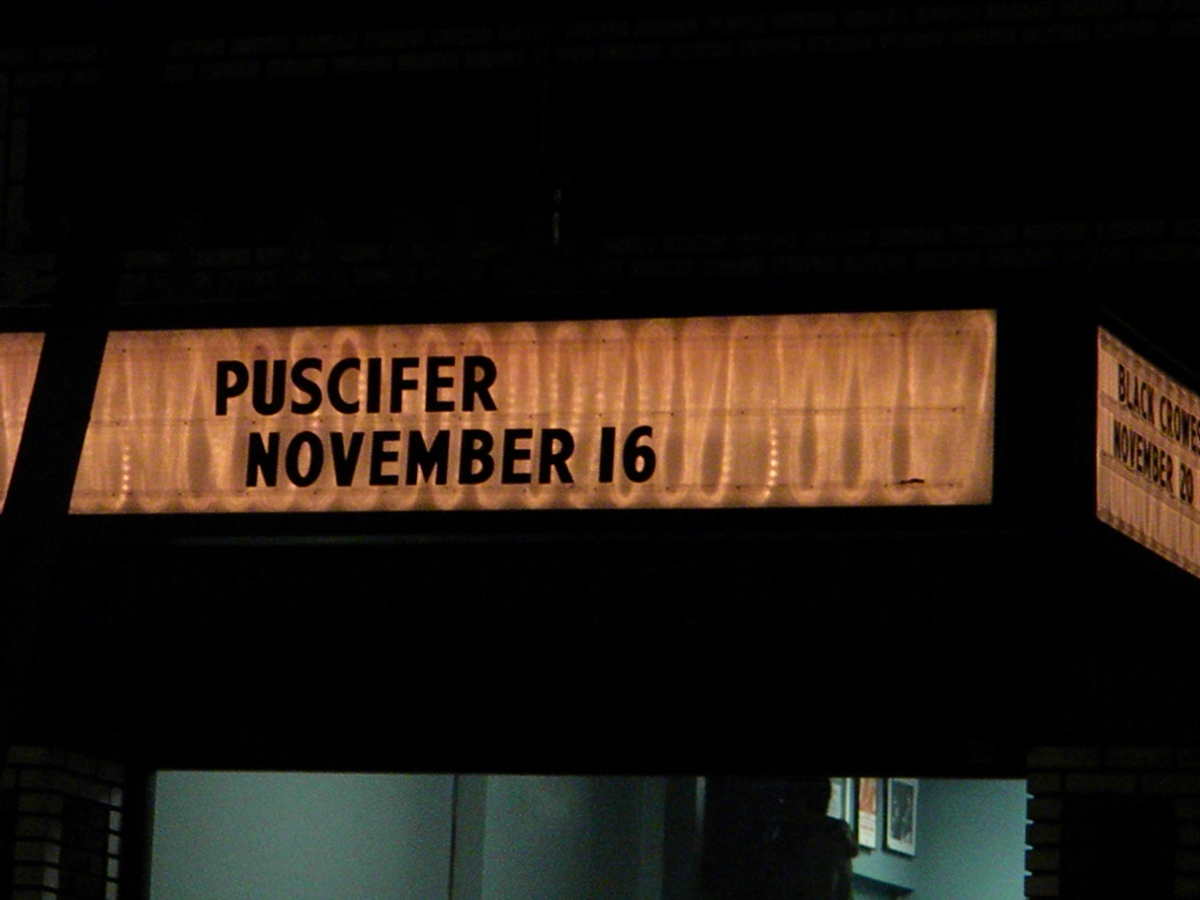 PUSCIFER
NOVEMBER 16
BLACK CROWES
NOVEMBER 20